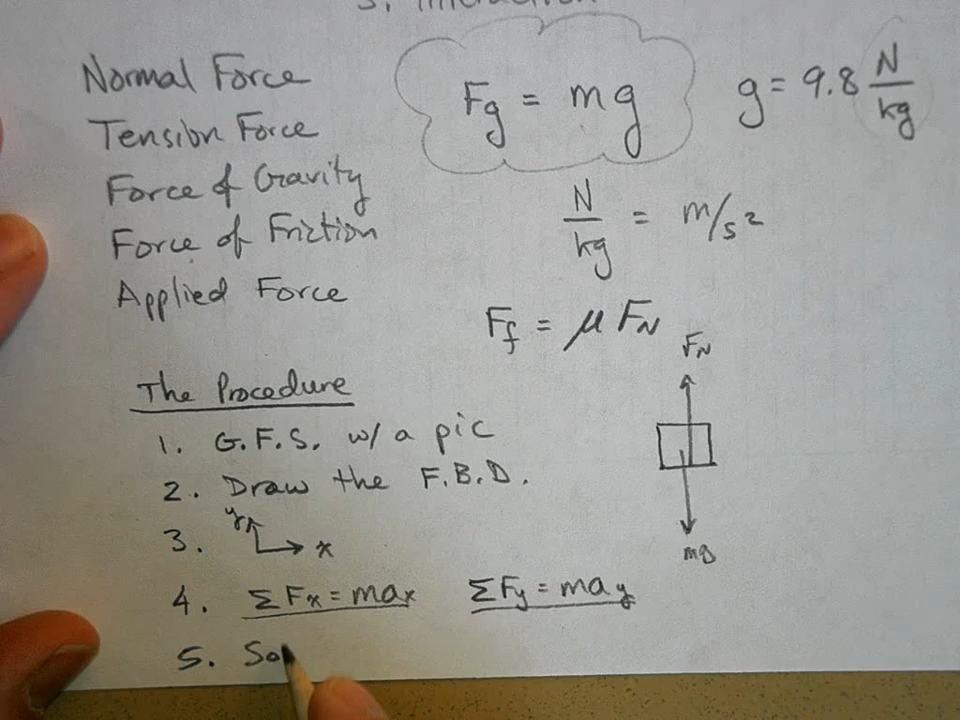 3. Interaction
Normal Force
Tension Force
Force of Gravity
Force of Friction
Applied Force
Fg = mg
g = 9.8 N/kg
N/kg = m/s²
Ff = μ FN
FN
mg
The Procedure
1. G.F.S. w/ a pic
2. Draw the F.B.D.
3. y x
4. ΣFx = max ΣFy = may
5. So